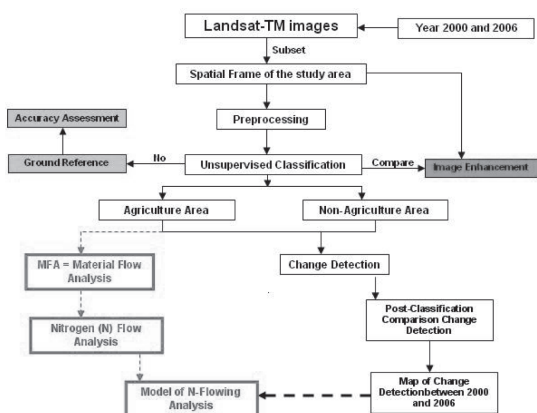 Landsat-TM images
Year 2000 and 2006
Subset
Spatial Frame of the study area
Accuracy Assessment
Preprocessing
Ground Reference
No
Unsupervised Classification
Compare
Image Enhancement
Agriculture Area
Non-Agriculture Area
MFA = Material Flow
Analysis
Change Detection
Nitrogen (N) Flow
Analysis
Post-Classification
Comparison Change
Detection
Model of N-Flowing
Analysis
Map of Change
Detectionbetween 2000
and 2006